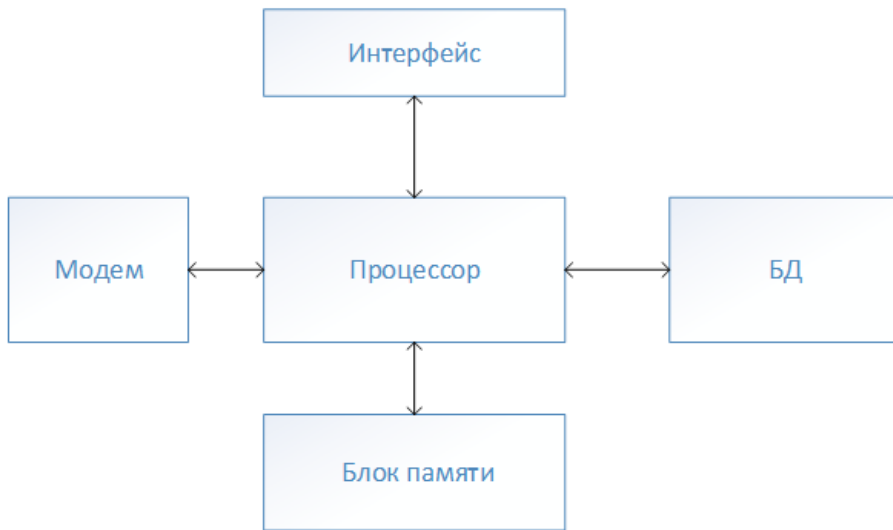 Интерфейс
Модем
Процессор
БД
Блок памяти